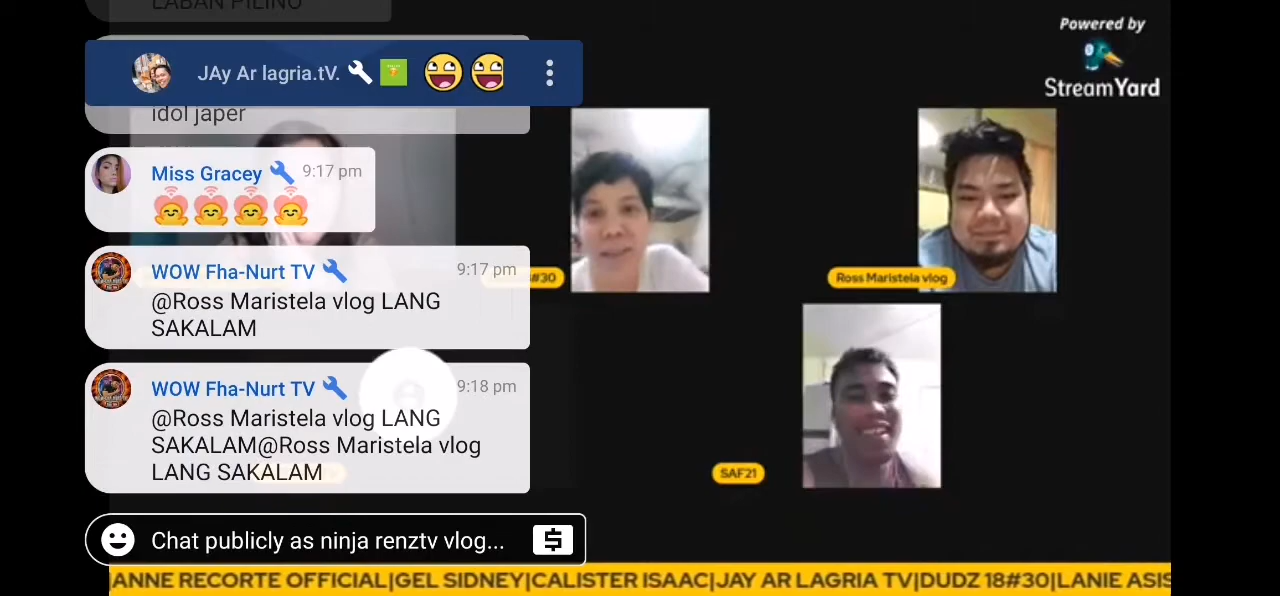 LABAN PILINO
JAy Ar lagria.tV.
idol japer
Miss Gracey 9:17 pm
WOW Fha-Nurt TV 9:17 pm
@Ross Maristela vlog LANG
SAKALAM
WOW Fha-Nurt TV 9:18 pm
@Ross Maristela vlog LANG
SAKALAM@Ross Maristela vlog
LANG SAKALAM
Chat publicly as ninja renztv vlog...
Powered by
StreamYard
#30
Ross Maristela vlog
SAF21
ANNE RECORTE OFFICIAL|GEL SIDNEY|CALISTER ISAAC|JAY AR LAGRIA TV|DUDZ 18#30|LANIE ASIS